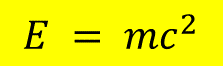 E = mc²